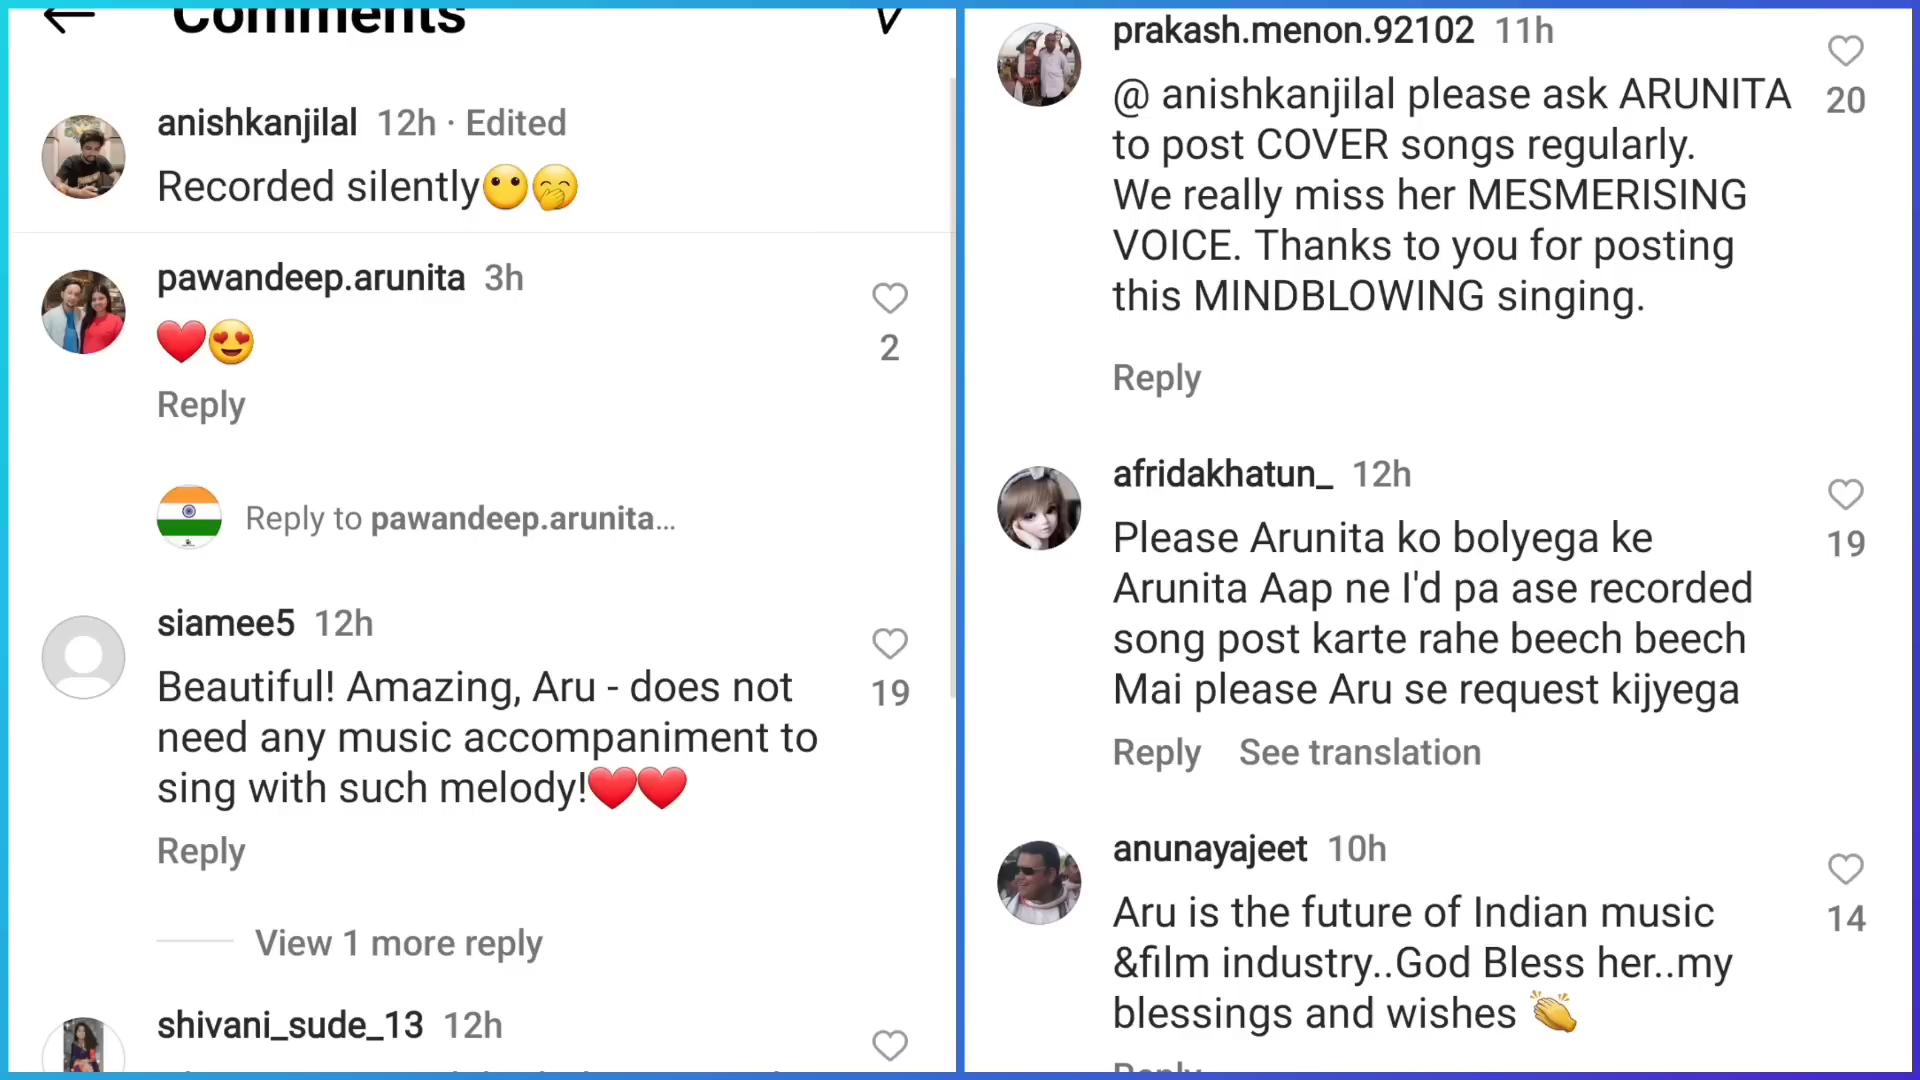 Comments
anishkanjilal 12h · Edited
Recorded silently😶🤭
pawandeep.arunita 3h
❤️😍
2
Reply
Reply to pawandeep.arunita...
siamee5 12h
Beautiful! Amazing, Aru - does not
need any music accompaniment to
sing with such melody!❤️❤️
19
Reply
View 1 more reply
shivani_sude_13 12h
prakash.menon.92102 11h
@ anishkanjilal please ask ARUNITA
to post COVER songs regularly.
We really miss her MESMERISING
VOICE. Thanks to you for posting
this MINDBLOWING singing.
20
Reply
afridakhatun_ 12h
Please Arunita ko bolyega ke
Arunita Aap ne I'd pa ase recorded
song post karte rahe beech beech
Mai please Aru se request kijyega
19
Reply See translation
anunayajeet 10h
Aru is the future of Indian music
&film industry..God Bless her..my
blessings and wishes 👏
14
Reply